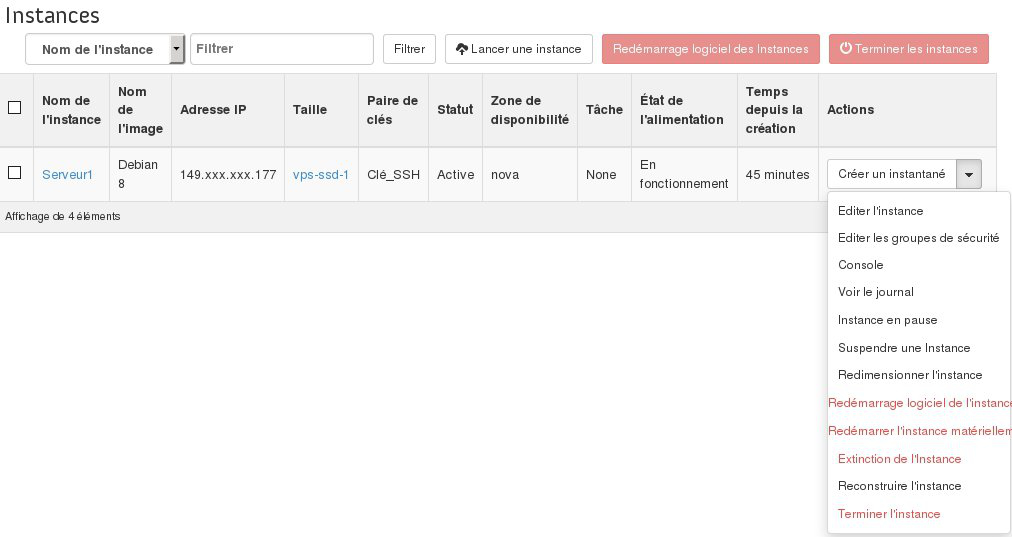 Instances
Nom de l'instance Filtrer Filtrer Lancer une instance Redémarrage logiciel des Instances Terminer les instances
Nom de l'instance Nom de l'image Adresse IP Taille Paire de clés Statut Zone de disponibilité Tâche État de l'alimentation Temps depuis la création Actions
Serveur1 Debian 8 149.xxx.xxx.177 vps-ssd-1 Clé_SSH Active nova None En fonctionnement 45 minutes Créer un instantané
Affichage de 4 éléments
Editer l'instance
Editer les groupes de sécurité
Console
Voir le journal
Instance en pause
Suspendre une Instance
Redimensionner l'instance
Redémarrage logiciel de l'instance
Redémarrer l'instance matériellem
Extinction de l'Instance
Reconstruire l'instance
Terminer l'instance